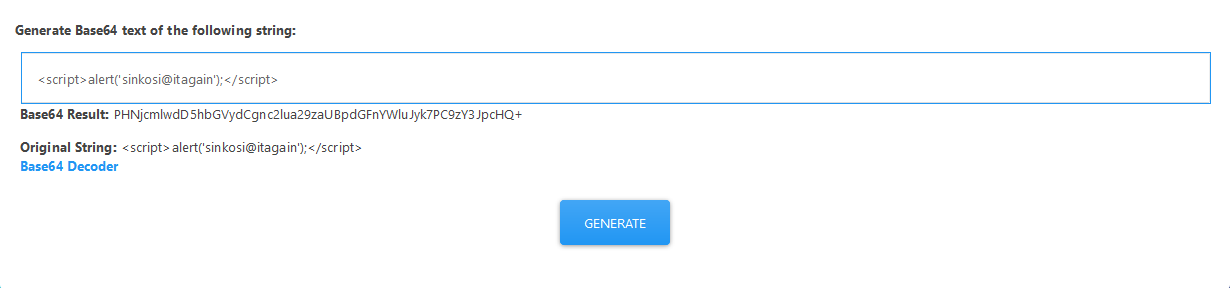 Generate Base64 text of the following string:
<script>alert('sinkosi@itagain');</script>
Base64 Result: PHNjcmlwdD5hbGVydCgnc2lua29zaUBpdGFnYWluJyk7PC9zY3JpcHQ+
Original String: <script>alert('sinkosi@itagain');</script>
Base64 Decoder
GENERATE